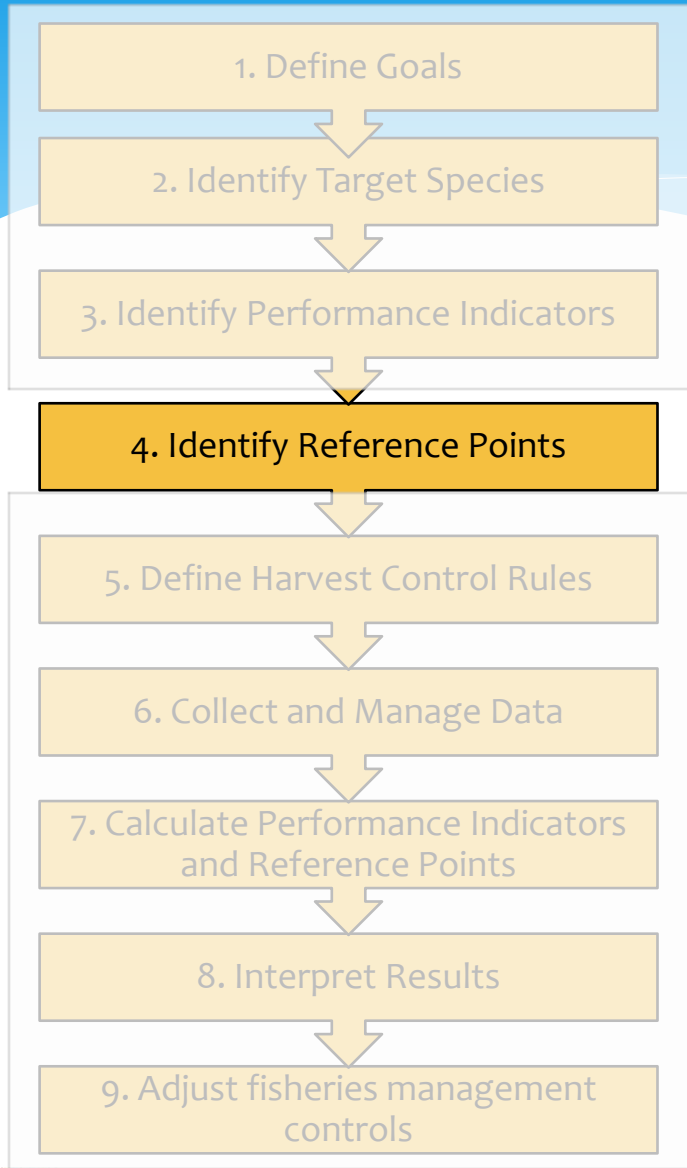 1. Define Goals
2. Identify Target Species
3. Identify Performance Indicators
4. Identify Reference Points
5. Define Harvest Control Rules
6. Collect and Manage Data
7. Calculate Performance Indicators
and Reference Points
8. Interpret Results
9. Adjust fisheries management
controls